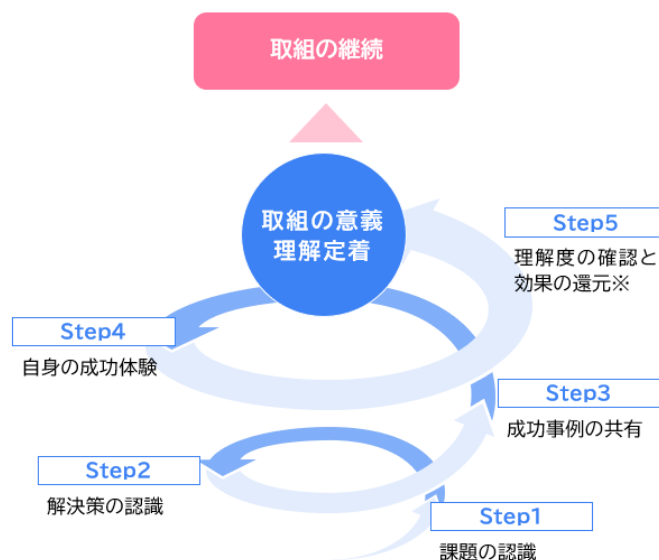 取組の継続
取組の意義
理解定着
Step5
理解度の確認と
効果の還元※
Step4
自身の成功体験
Step3
成功事例の共有
Step2
解決策の認識
Step1
課題の認識